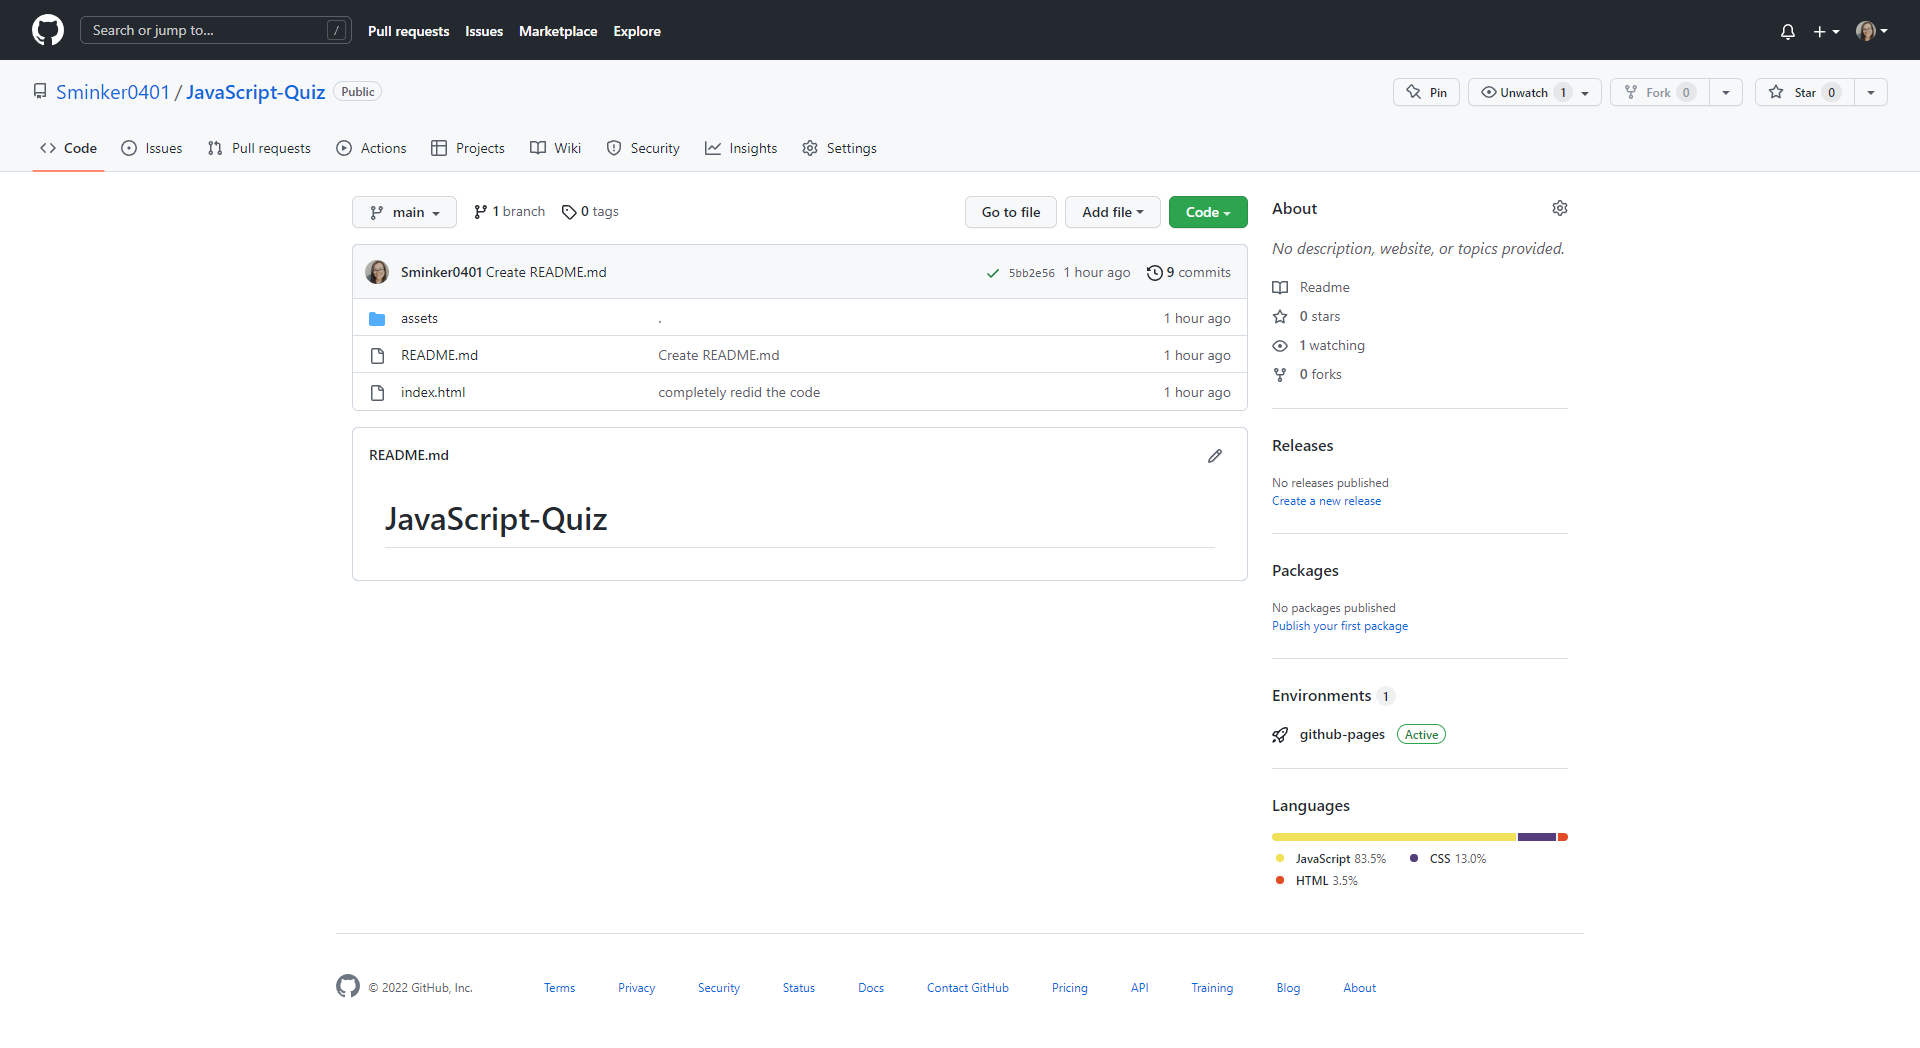 Search or jump to... / Pull requests Issues Marketplace Explore
Sminker0401 / JavaScript-Quiz Public Pin Unwatch 1 Fork 0 Star 0
Code Issues Pull requests Actions Projects Wiki Security Insights Settings
main 1 branch 0 tags Go to file Add file Code
Sminker0401 Create README.md 5bb2e56 1 hour ago 9 commits
assets . 1 hour ago
README.md Create README.md 1 hour ago
index.html completely redid the code 1 hour ago
README.md
JavaScript-Quiz
About
No description, website, or topics provided.
Readme
0 stars
1 watching
0 forks
Releases
No releases published
Create a new release
Packages
No packages published
Publish your first package
Environments 1
github-pages Active
Languages
JavaScript 83.5% CSS 13.0%
HTML 3.5%
© 2022 GitHub, Inc. Terms Privacy Security Status Docs Contact GitHub Pricing API Training Blog About